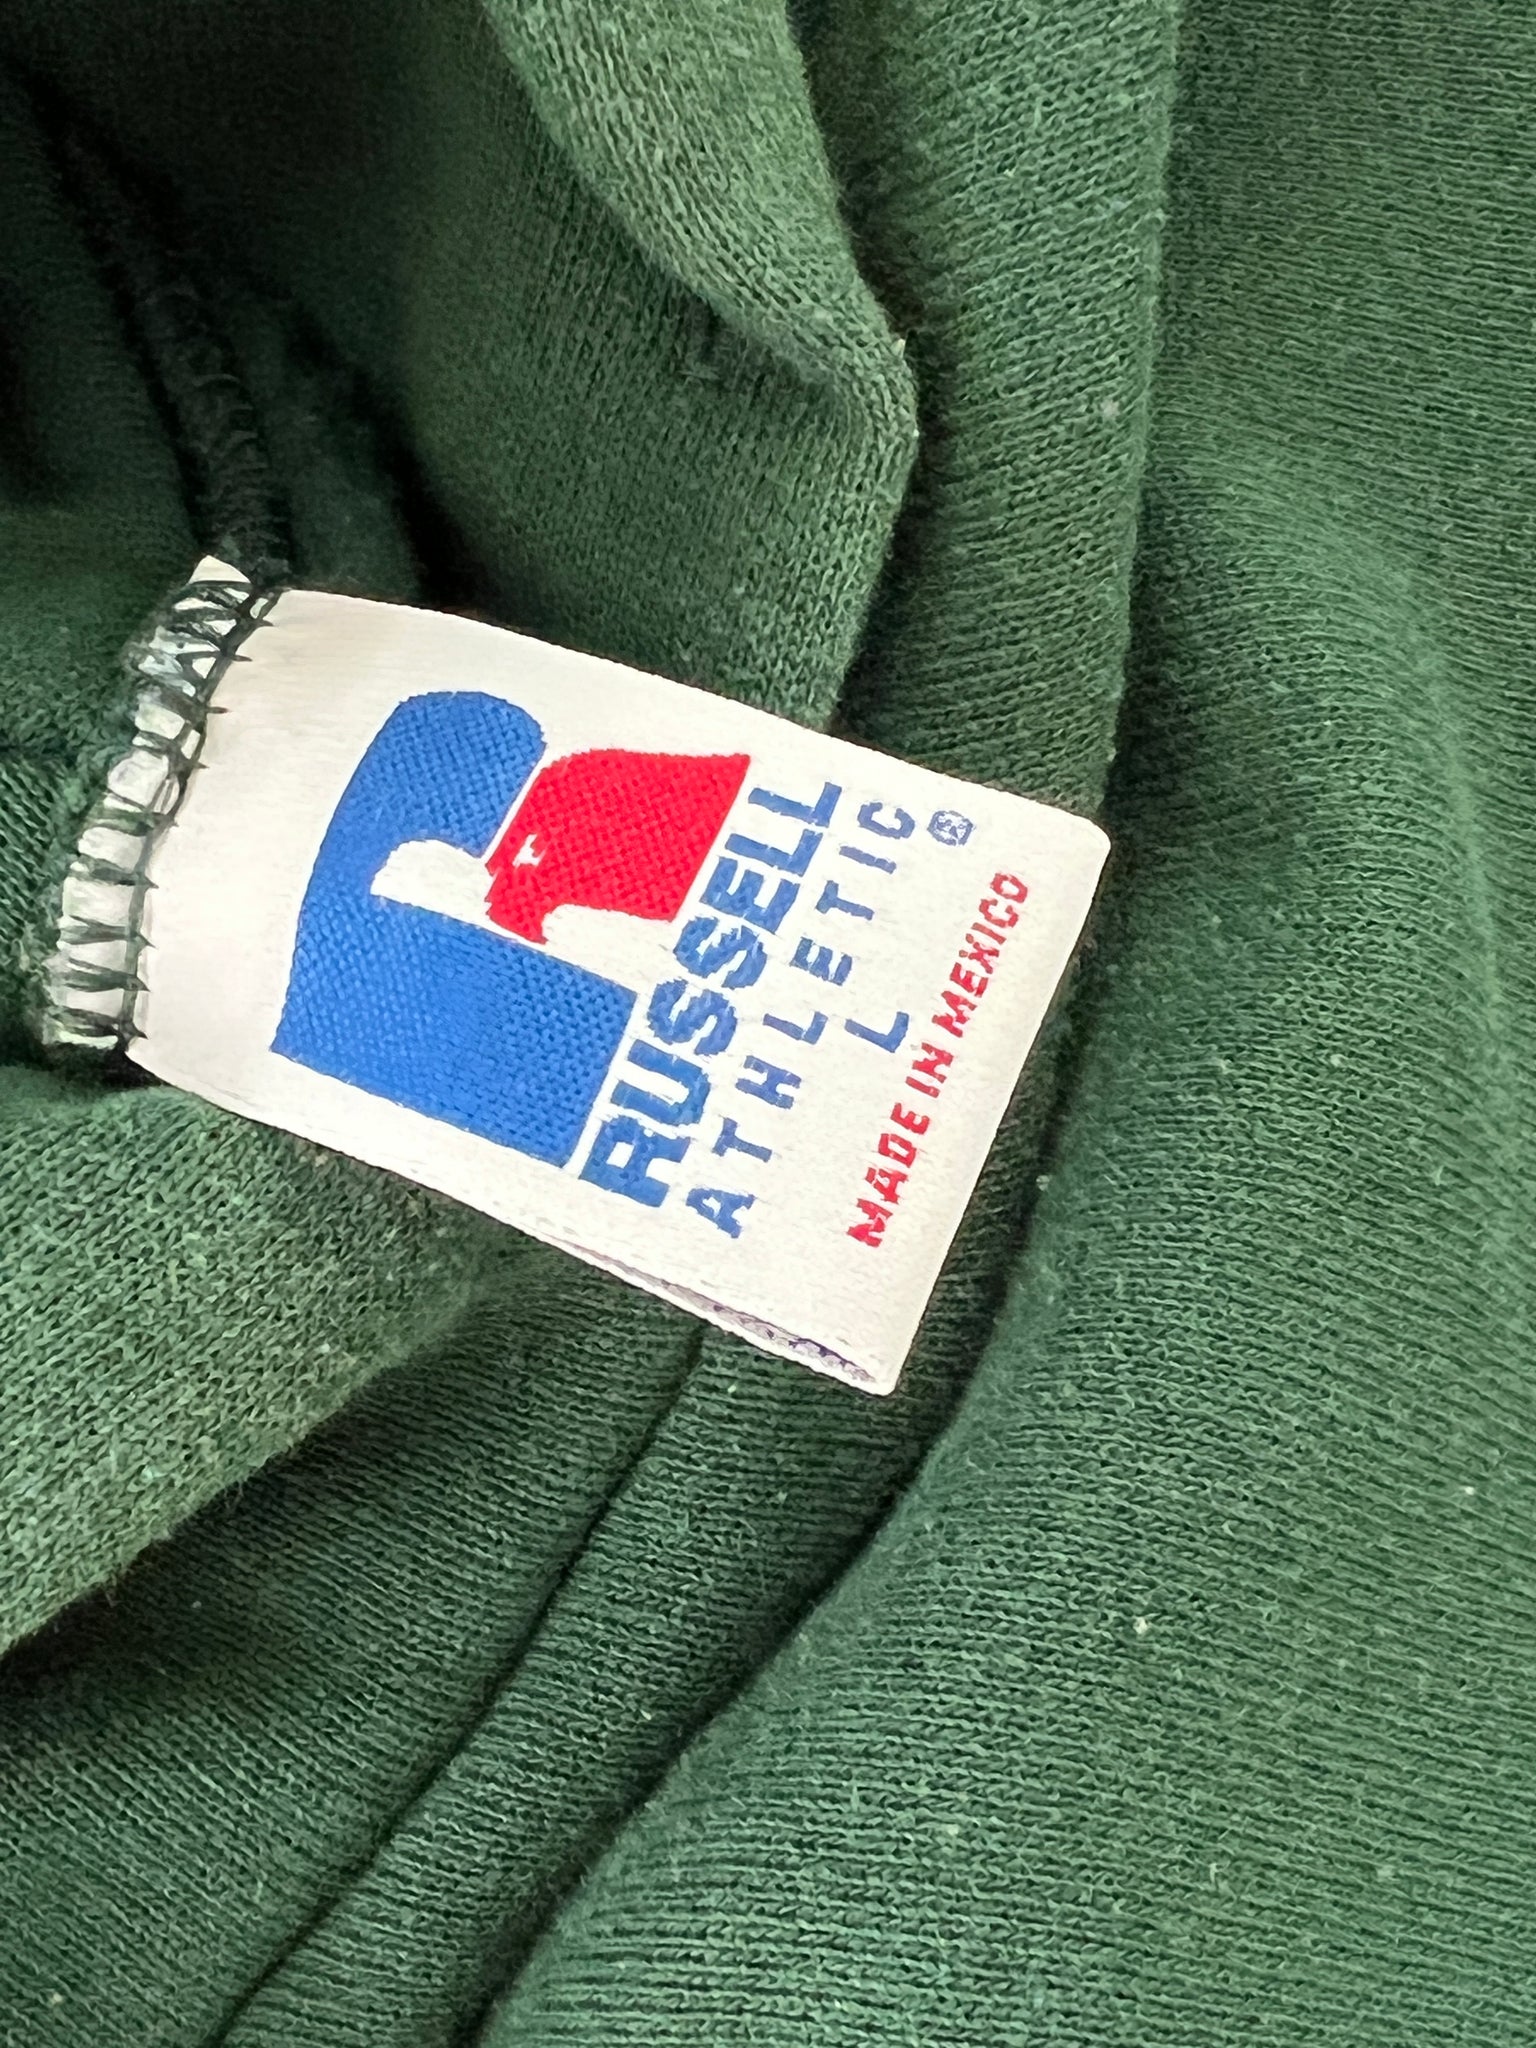 RUSSELL
ATHLETIC
®
L
MADE IN MEXICO